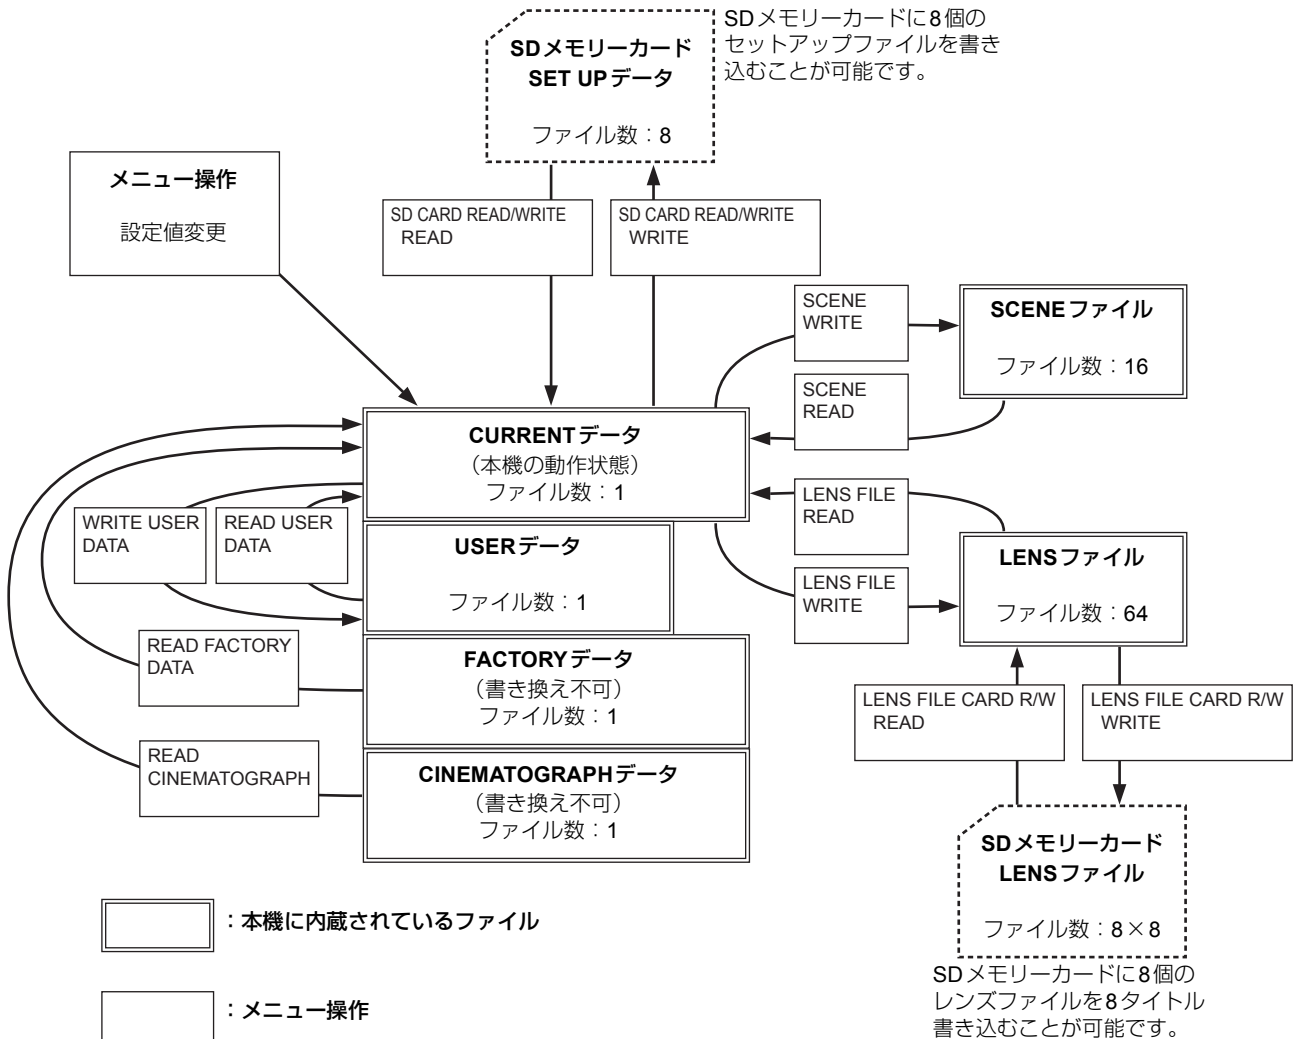 SDメモリーカードに8個の
セットアップファイルを書き
込むことが可能です。
SDメモリーカード
SET UPデータ
ファイル数：8
メニュー操作
設定値変更
SD CARD READ/WRITE
READ
SD CARD READ/WRITE
WRITE
SCENE
WRITE
SCENEファイル
ファイル数：16
SCENE
READ
CURRENTデータ
（本機の動作状態）
ファイル数：1
LENS FILE
READ
WRITE USER
DATA
READ USER
DATA
USERデータ
ファイル数：1
LENS FILE
WRITE
LENSファイル
ファイル数：64
READ FACTORY
DATA
FACTORYデータ
（書き換え不可）
ファイル数：1
LENS FILE CARD R/W
READ
LENS FILE CARD R/W
WRITE
READ
CINEMATOGRAPH
CINEMATOGRAPHデータ
（書き換え不可）
ファイル数：1
SDメモリーカード
LENSファイル
ファイル数：8×8
SDメモリーカードに8個の
レンズファイルを8タイトル
書き込むことが可能です。
：本機に内蔵されているファイル
：メニュー操作